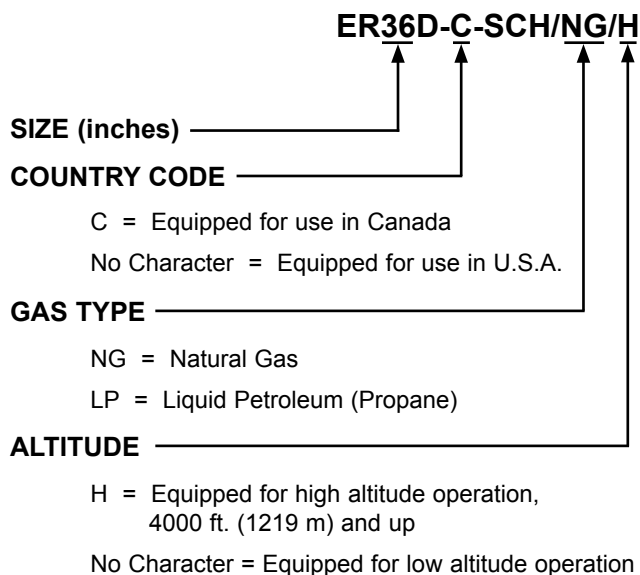 ER36D-C-SCH/NG/H
SIZE (inches)
COUNTRY CODE
C = Equipped for use in Canada
No Character = Equipped for use in U.S.A.
GAS TYPE
NG = Natural Gas
LP = Liquid Petroleum (Propane)
ALTITUDE
H = Equipped for high altitude operation,
4000 ft. (1219 m) and up
No Character = Equipped for low altitude operation